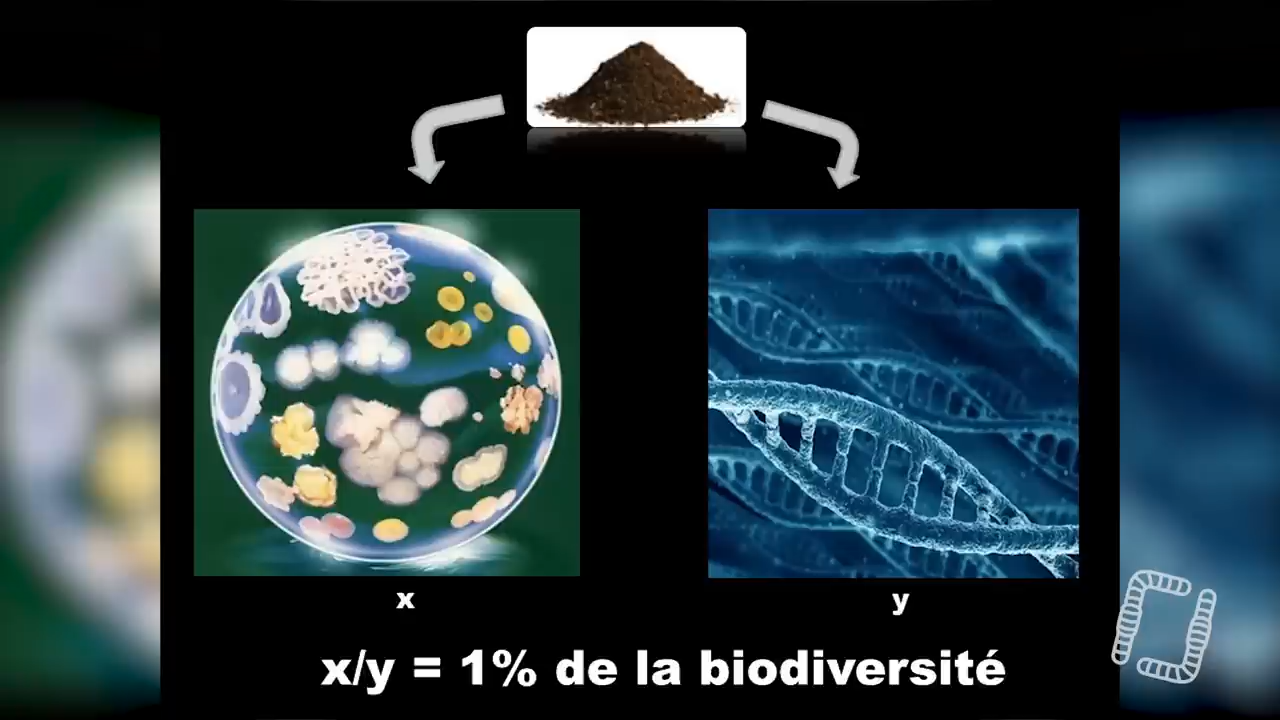 x
y
x/y = 1% de la biodiversité